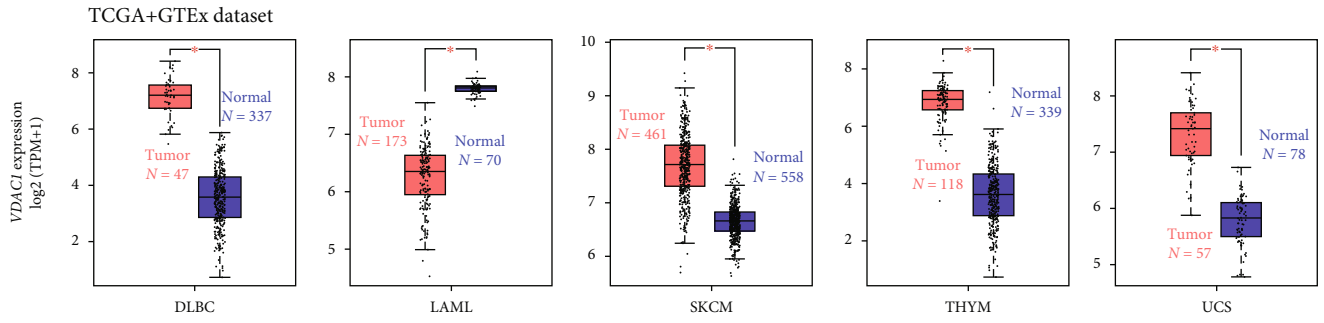 TCGA+GTEx dataset
VDAC1 expression
log2 (TPM+1)
8
6
4
2
*
Normal
N = 337
Tumor
N = 47
DLBC
8
7
6
5
*
Tumor
N = 173
Normal
N = 70
LAML
10
9
8
7
6
*
Tumor
N = 461
Normal
N = 558
SKCM
8
6
4
2
*
Normal
N = 339
Tumor
N = 118
THYM
8
7
6
5
*
Normal
N = 78
Tumor
N = 57
UCS